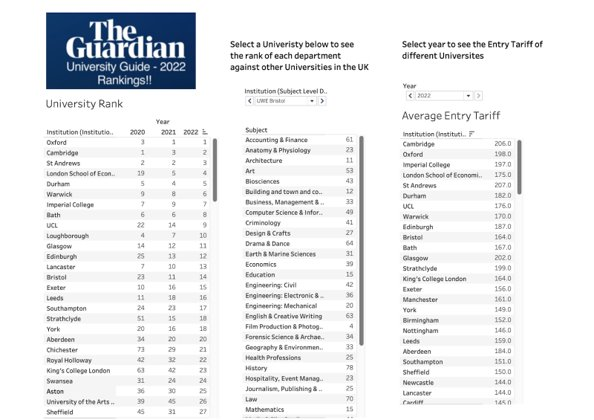 The
Guardian
University Guide - 2022
Rankings!!
University Rank
Year
Institution (Institutio.. 2020 2021 2022
Oxford 3 1 1
Cambridge 1 3 2
St Andrews 2 2 3
London School of Econ.. 19 5 4
Durham 5 4 5
Warwick 9 8 6
Imperial College 7 9 7
Bath 6 6 8
UCL 22 14 9
Loughborough 4 7 10
Glasgow 14 12 11
Edinburgh 25 13 12
Lancaster 7 10 13
Bristol 23 11 14
Exeter 10 16 15
Leeds 11 18 16
Southampton 24 23 17
Strathclyde 51 15 18
York 20 16 18
Aberdeen 34 20 20
Chichester 73 29 21
Royal Holloway 42 32 22
King's College London 63 42 23
Swansea 31 24 24
Aston 36 30 25
University of the Arts .. 39 45 26
Sheffield 45 31 27
Select a Univeristy below to see
the rank of each department
against other Universities in the UK
Institution (Subject Level D..
UWE Bristol
Subject
Accounting & Finance 61
Anatomy & Physiology 23
Architecture 11
Art 53
Biosciences 43
Building and town and co.. 12
Business, Management & .. 33
Computer Science & Infor.. 49
Criminology 41
Design & Crafts 27
Drama & Dance 64
Earth & Marine Sciences 31
Economics 39
Education 15
Engineering: Civil 42
Engineering: Electronic & .. 36
Engineering: Mechanical 20
English & Creative Writing 63
Film Production & Photog.. 4
Forensic Science & Archae.. 34
Geography & Environmen.. 33
Health Professions 25
History 78
Hospitality, Event Manag.. 23
Journalism, Publishing & .. 25
Law 70
Mathematics 15
Select year to see the Entry Tariff of
different Universites
Year
2022
Average Entry Tariff
Institution (Instituti..
Cambridge 206.0
Oxford 198.0
Imperial College 197.0
London School of Economi.. 175.0
St Andrews 207.0
Durham 182.0
UCL 176.0
Warwick 170.0
Edinburgh 187.0
Bristol 164.0
Bath 167.0
Glasgow 202.0
Strathclyde 199.0
King's College London 164.0
Exeter 156.0
Manchester 161.0
York 149.0
Birmingham 152.0
Nottingham 146.0
Leeds 159.0
Aberdeen 184.0
Southampton 151.0
Sheffield 150.0
Newcastle 144.0
Lancaster 144.0
Cardiff 145.0